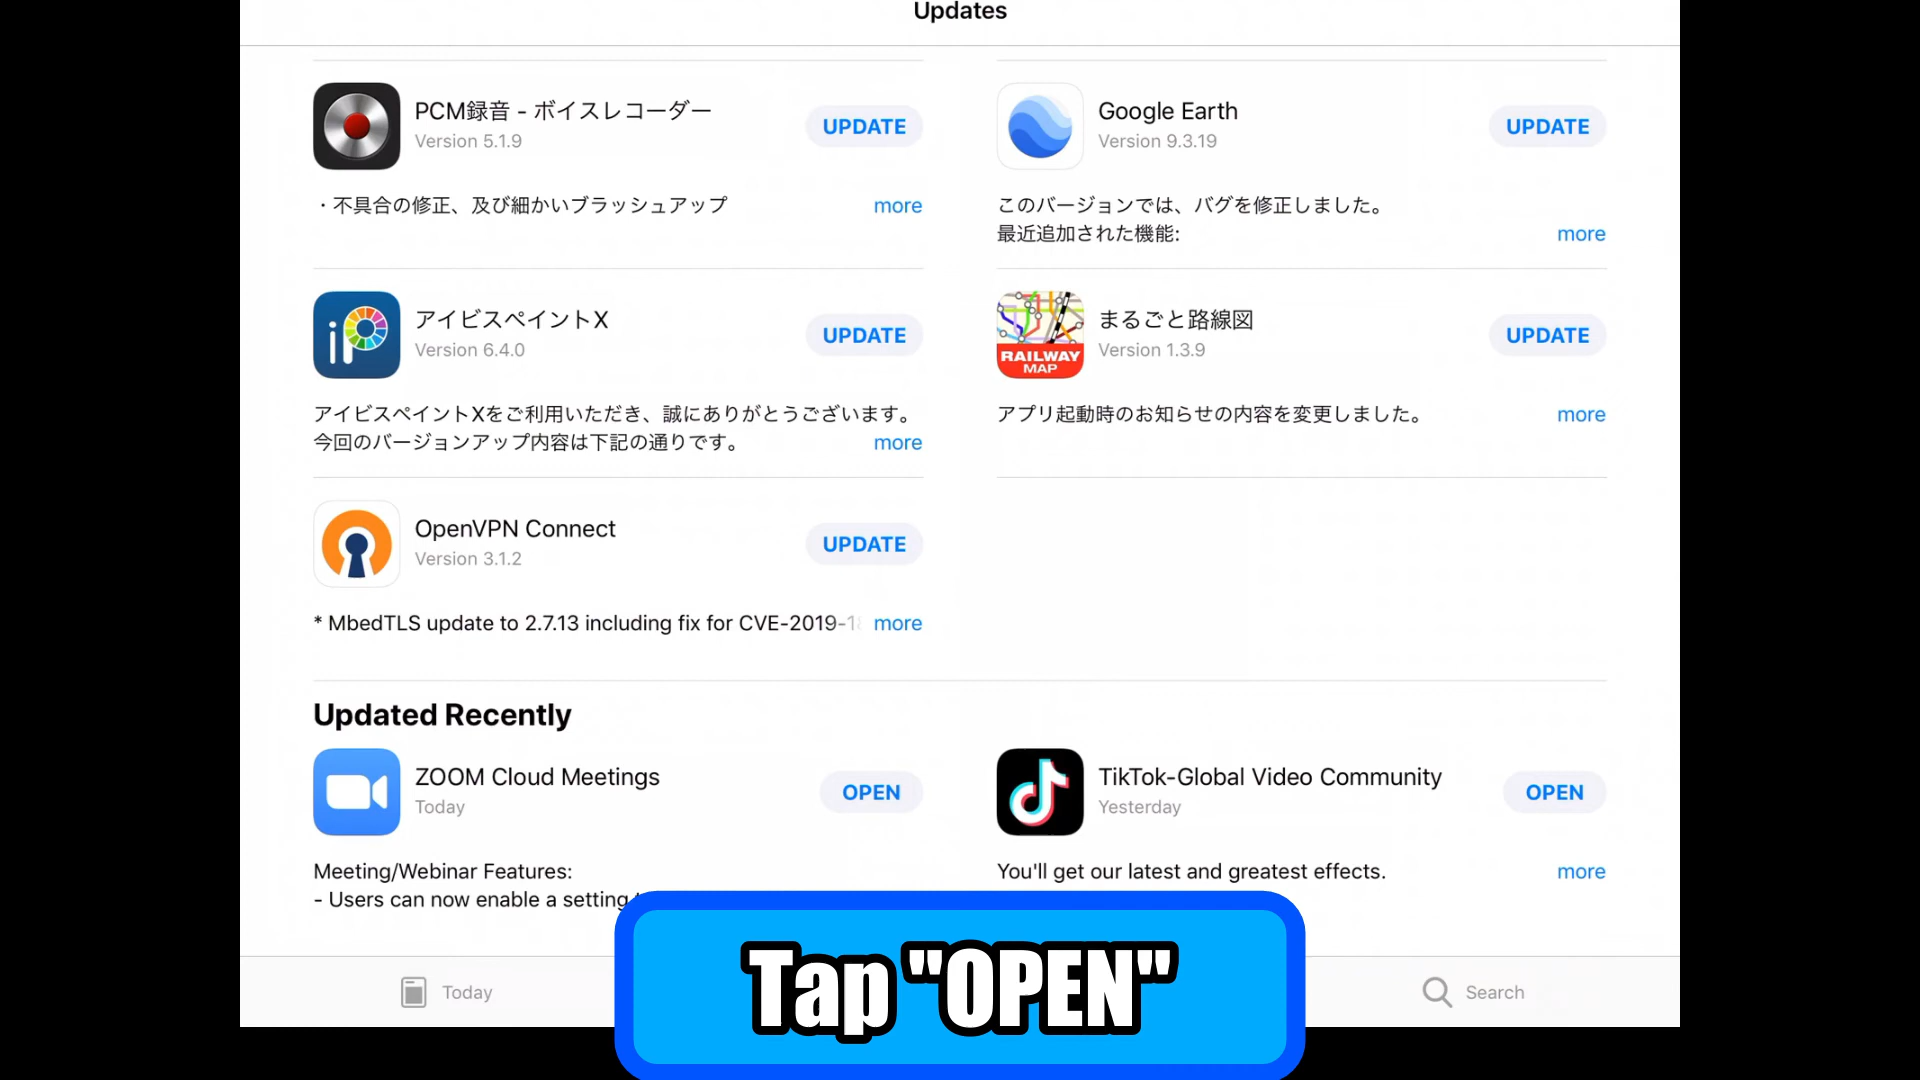 Updates
PCM録音 - ボイスレコーダー
Version 5.1.9
UPDATE
・不具合の修正、及び細かいブラッシュアップ
more
Google Earth
Version 9.3.19
UPDATE
このバージョンでは、バグを修正しました。
最近追加された機能:
more
iP
アイビスペイントX
Version 6.4.0
UPDATE
アイビスペイントXをご利用いただき、誠にありがとうございます。
今回のバージョンアップ内容は下記の通りです。
more
RAILWAY
MAP
まるごと路線図
Version 1.3.9
UPDATE
アプリ起動時のお知らせの内容を変更しました。
more
OpenVPN Connect
Version 3.1.2
UPDATE
* MbedTLS update to 2.7.13 including fix for CVE-2019-18
more
Updated Recently
ZOOM Cloud Meetings
Today
OPEN
Meeting/Webinar Features:
- Users can now enable a setting
TikTok-Global Video Community
Yesterday
OPEN
You'll get our latest and greatest effects.
more
Today
Tap "OPEN"
Search